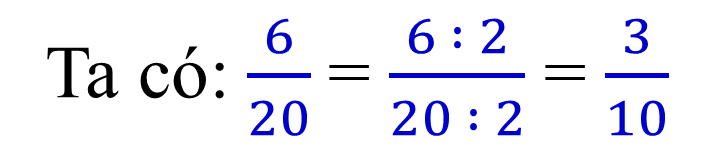 Ta có: 6/20 = 6 : 2/20 : 2 = 3/10